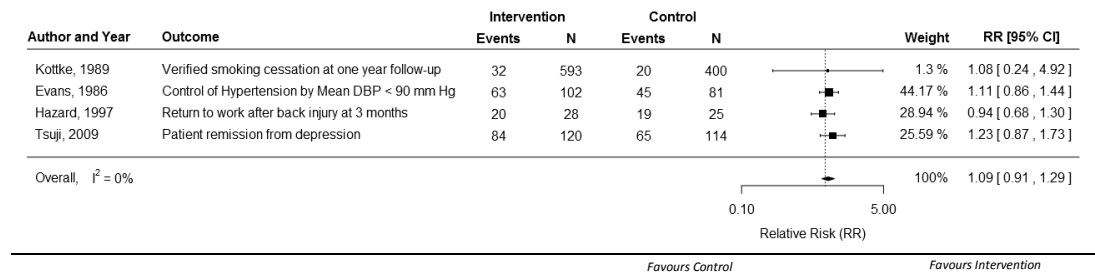 Intervention Control
Author and Year Outcome Events N Events N Weight RR [95% CI]
Kottke, 1989 Verified smoking cessation at one year follow-up 32 593 20 400 1.3 % 1.08 [ 0.24 , 4.92 ]
Evans, 1986 Control of Hypertension by Mean DBP < 90 mm Hg 63 102 45 81 44.17 % 1.11 [ 0.86 , 1.44 ]
Hazard, 1997 Return to work after back injury at 3 months 20 28 19 25 28.94 % 0.94 [ 0.68 , 1.30 ]
Tsuji, 2009 Patient remission from depression 84 120 65 114 25.59 % 1.23 [ 0.87 , 1.73 ]
Overall, I² = 0% 100% 1.09 [ 0.91 , 1.29 ]
0.10 5.00
Relative Risk (RR)
Favours Control Favours Intervention